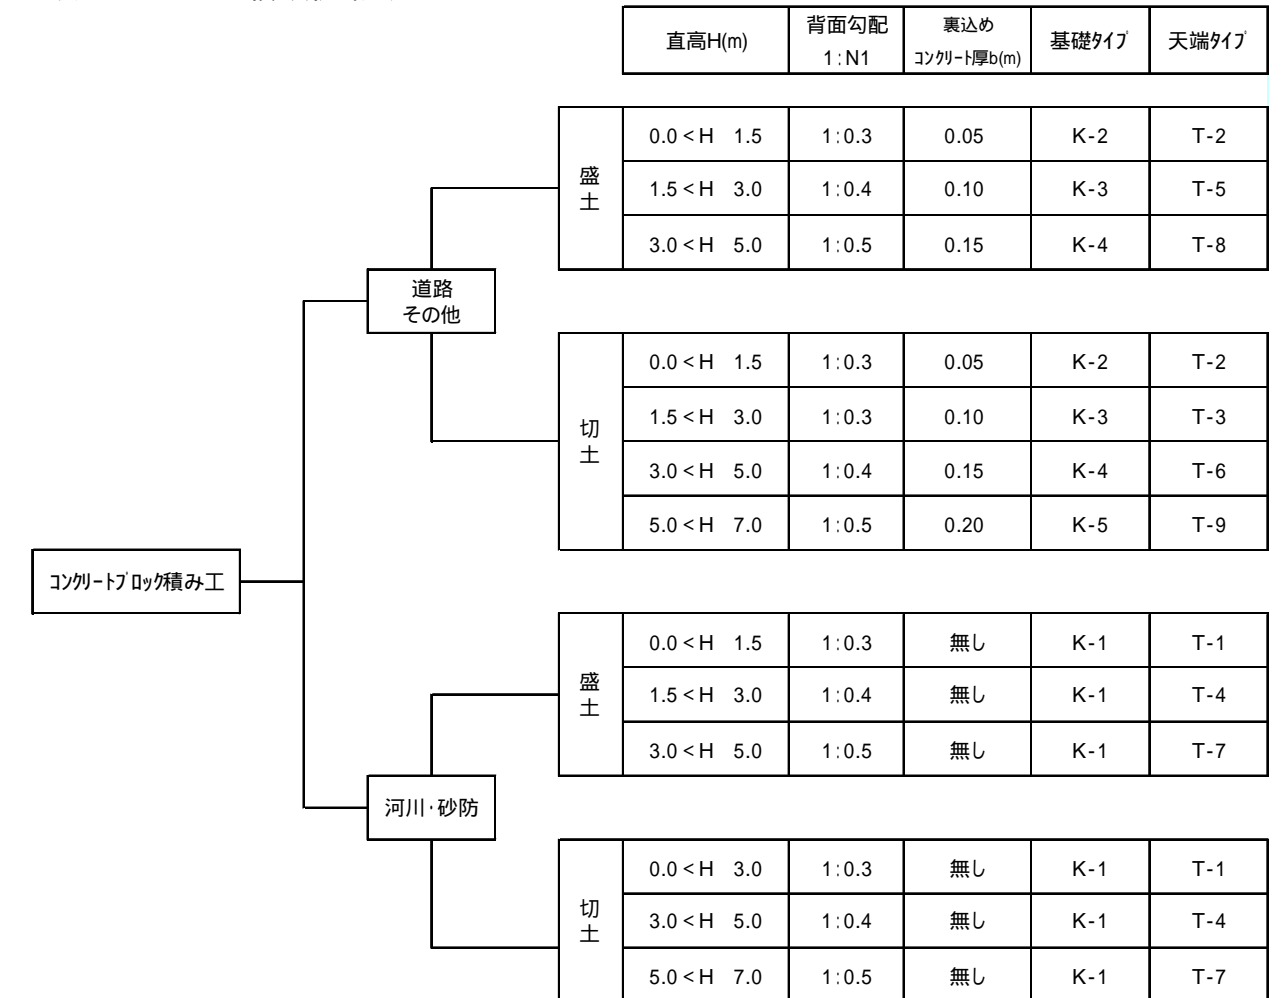 直高H(m) 背面勾配 1:N1 裏込め ｺﾝｸﾘｰﾄ厚b(m) 基礎ﾀｲﾌﾟ 天端ﾀｲﾌﾟ
盛土
0.0<H 1.5 1:0.3 0.05 K-2 T-2
1.5<H 3.0 1:0.4 0.10 K-3 T-5
3.0<H 5.0 1:0.5 0.15 K-4 T-8
道路
その他
切土
0.0<H 1.5 1:0.3 0.05 K-2 T-2
1.5<H 3.0 1:0.3 0.10 K-3 T-3
3.0<H 5.0 1:0.4 0.15 K-4 T-6
5.0<H 7.0 1:0.5 0.20 K-5 T-9
ｺﾝｸﾘｰﾄﾌﾞﾛｯｸ積み工
盛土
0.0<H 1.5 1:0.3 無し K-1 T-1
1.5<H 3.0 1:0.4 無し K-1 T-4
3.0<H 5.0 1:0.5 無し K-1 T-7
河川･砂防
切土
0.0<H 3.0 1:0.3 無し K-1 T-1
3.0<H 5.0 1:0.4 無し K-1 T-4
5.0<H 7.0 1:0.5 無し K-1 T-7